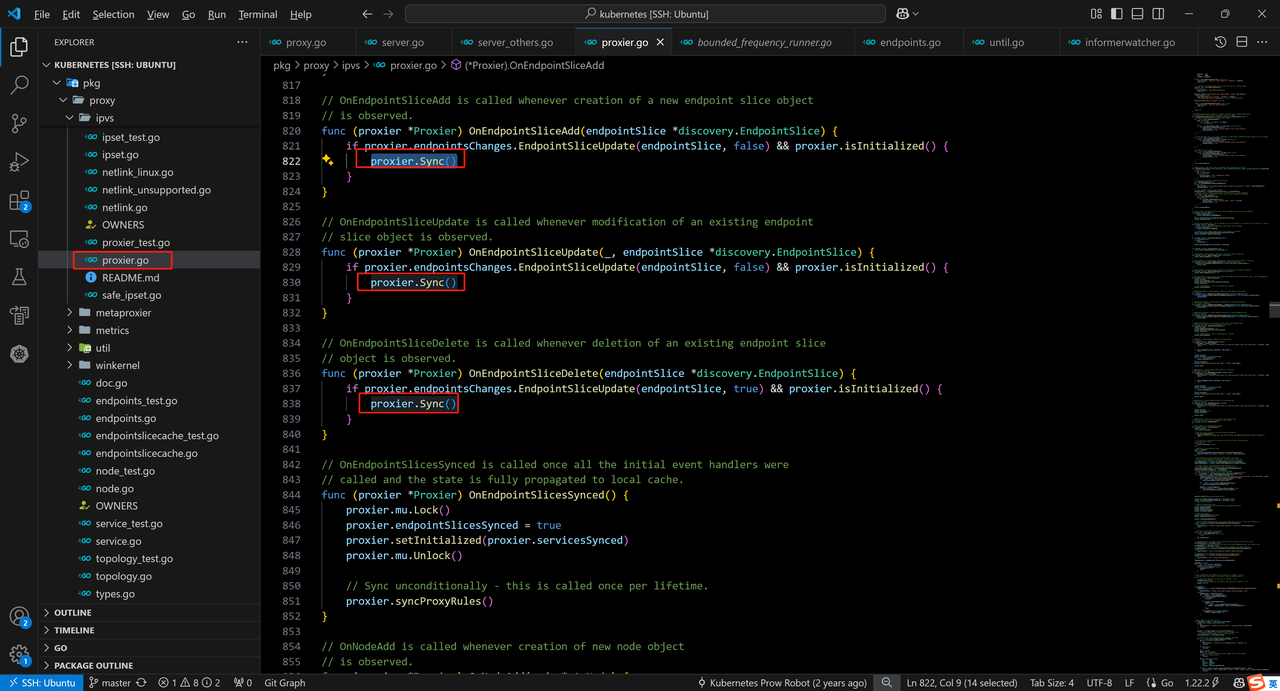 File Edit Selection View Go Run Terminal Help
kubernetes [SSH: Ubuntu]
EXPLORER
KUBERNETES [SSH: UBUNTU]
pkg
proxy
ipvs
ipset_test.go
ipset.go
netlink_linux.go
netlink_unsupported.go
netlink.go
OWNERS
proxier_test.go
proxier.go
README.md
safe_ipset.go
metaproxier
metrics
util
winkernel
doc.go
endpoints_test.go
endpoints.go
endpointslicecache_test.go
endpointslicecache.go
node_test.go
node.go
OWNERS
service_test.go
service.go
topology_test.go
topology.go
types.go
OUTLINE
TIMELINE
GO
PACKAGE OUTLINE
2
2
1
proxy.go server.go server_others.go proxier.go bounded_frequency_runner.go endpoints.go until.go informerwatcher.go
pkg > proxy > ipvs > proxier.go > (*Proxier).OnEndpointSliceAdd
817
818 // OnEndpointSliceAdd is called whenever creation of a new endpoint slice object
819 // is observed.
820 func (proxier *Proxier) OnEndpointSliceAdd(endpointSlice *discovery.EndpointSlice) {
821 if proxier.endpointsChanges.EndpointSliceUpdate(endpointSlice, false) && proxier.isInitialized() {
822 proxier.Sync()
823 }
824 }
825
826 // OnEndpointSliceUpdate is called whenever modification of an existing endpoint
827 // slice object is observed.
828 func (proxier *Proxier) OnEndpointSliceUpdate(_, endpointSlice *discovery.EndpointSlice) {
829 if proxier.endpointsChanges.EndpointSliceUpdate(endpointSlice, false) && proxier.isInitialized() {
830 proxier.Sync()
831 }
832 }
833
834 // OnEndpointSliceDelete is called whenever deletion of an existing endpoint slice
835 // object is observed.
836 func (proxier *Proxier) OnEndpointSliceDelete(endpointSlice *discovery.EndpointSlice) {
837 if proxier.endpointsChanges.EndpointSliceUpdate(endpointSlice, true) && proxier.isInitialized() {
838 proxier.Sync()
839 }
840 }
841
842 // OnEndpointSlicesSynced is called once all the initial event handlers were
843 // called and the state is fully propagated to local cache.
844 func (proxier *Proxier) OnEndpointSlicesSynced() {
845 proxier.mu.Lock()
846 proxier.endpointSlicesSynced = true
847 proxier.setInitialized(proxier.servicesSynced)
848 proxier.mu.Unlock()
849
850 // Sync unconditionally - this is called once per lifetime.
851 proxier.syncProxyRules()
852 }
853
854 // OnNodeAdd is called whenever creation of new node object
855 // is observed.
SSH: Ubuntu master 1 8 2 0 Git Graph Kubernetes Prow Robot (2 years ago) Ln 822, Col 9 (14 selected) Tab Size: 4 UTF-8 LF Go 1.22.2 英